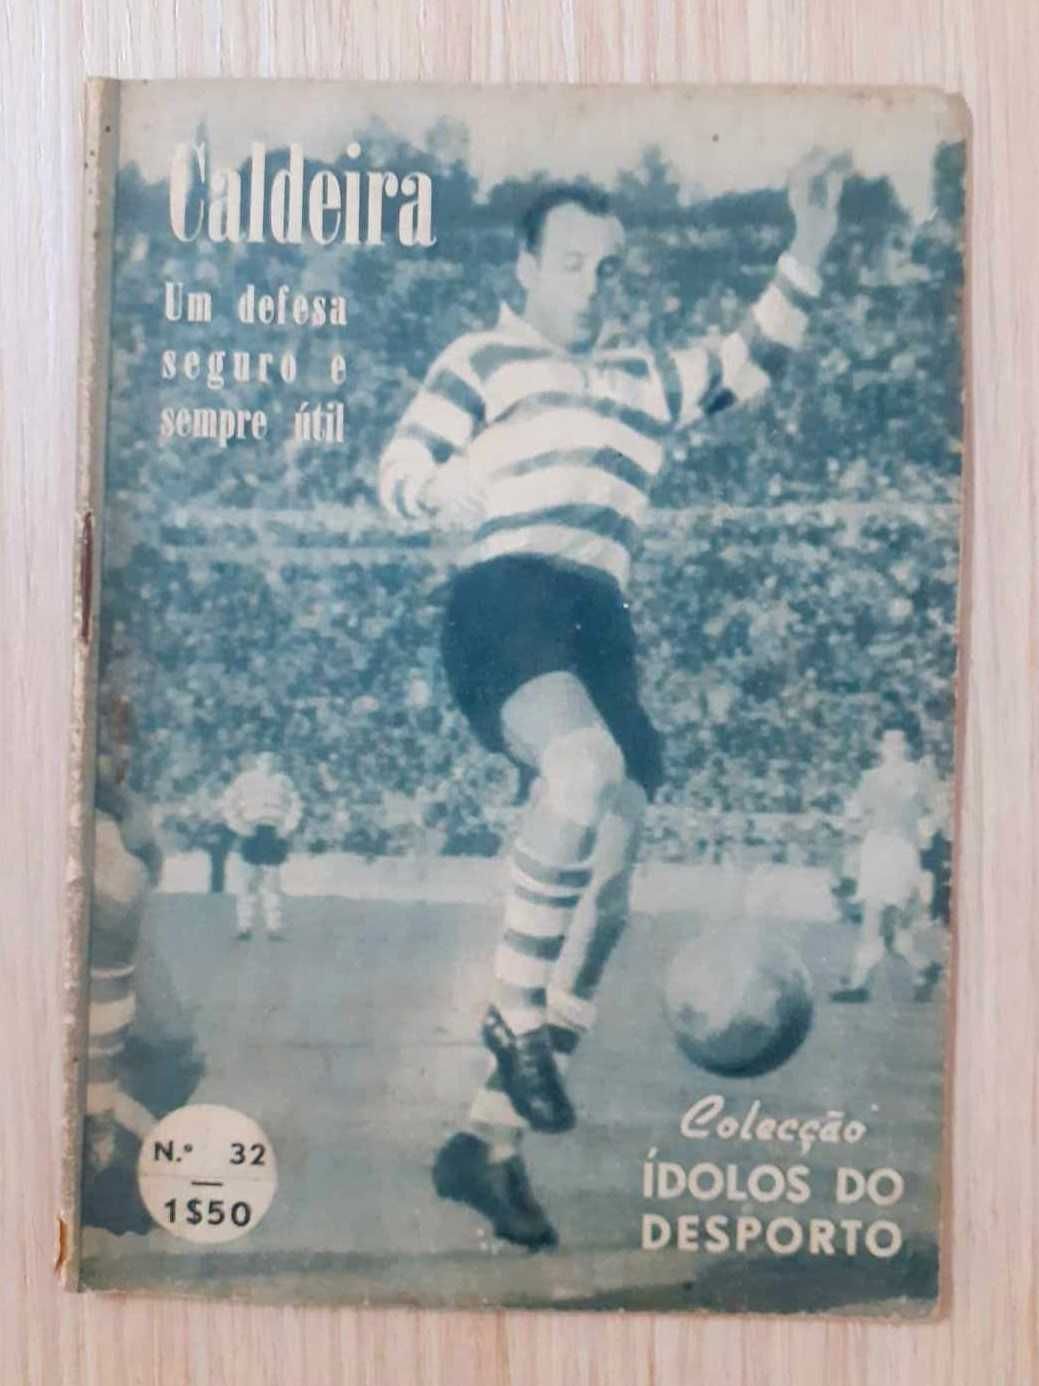 Caldeira
Um defesa
seguro e
sempre útil
N.º 32
1$50
Colecção
ÍDOLOS DO
DESPORTO